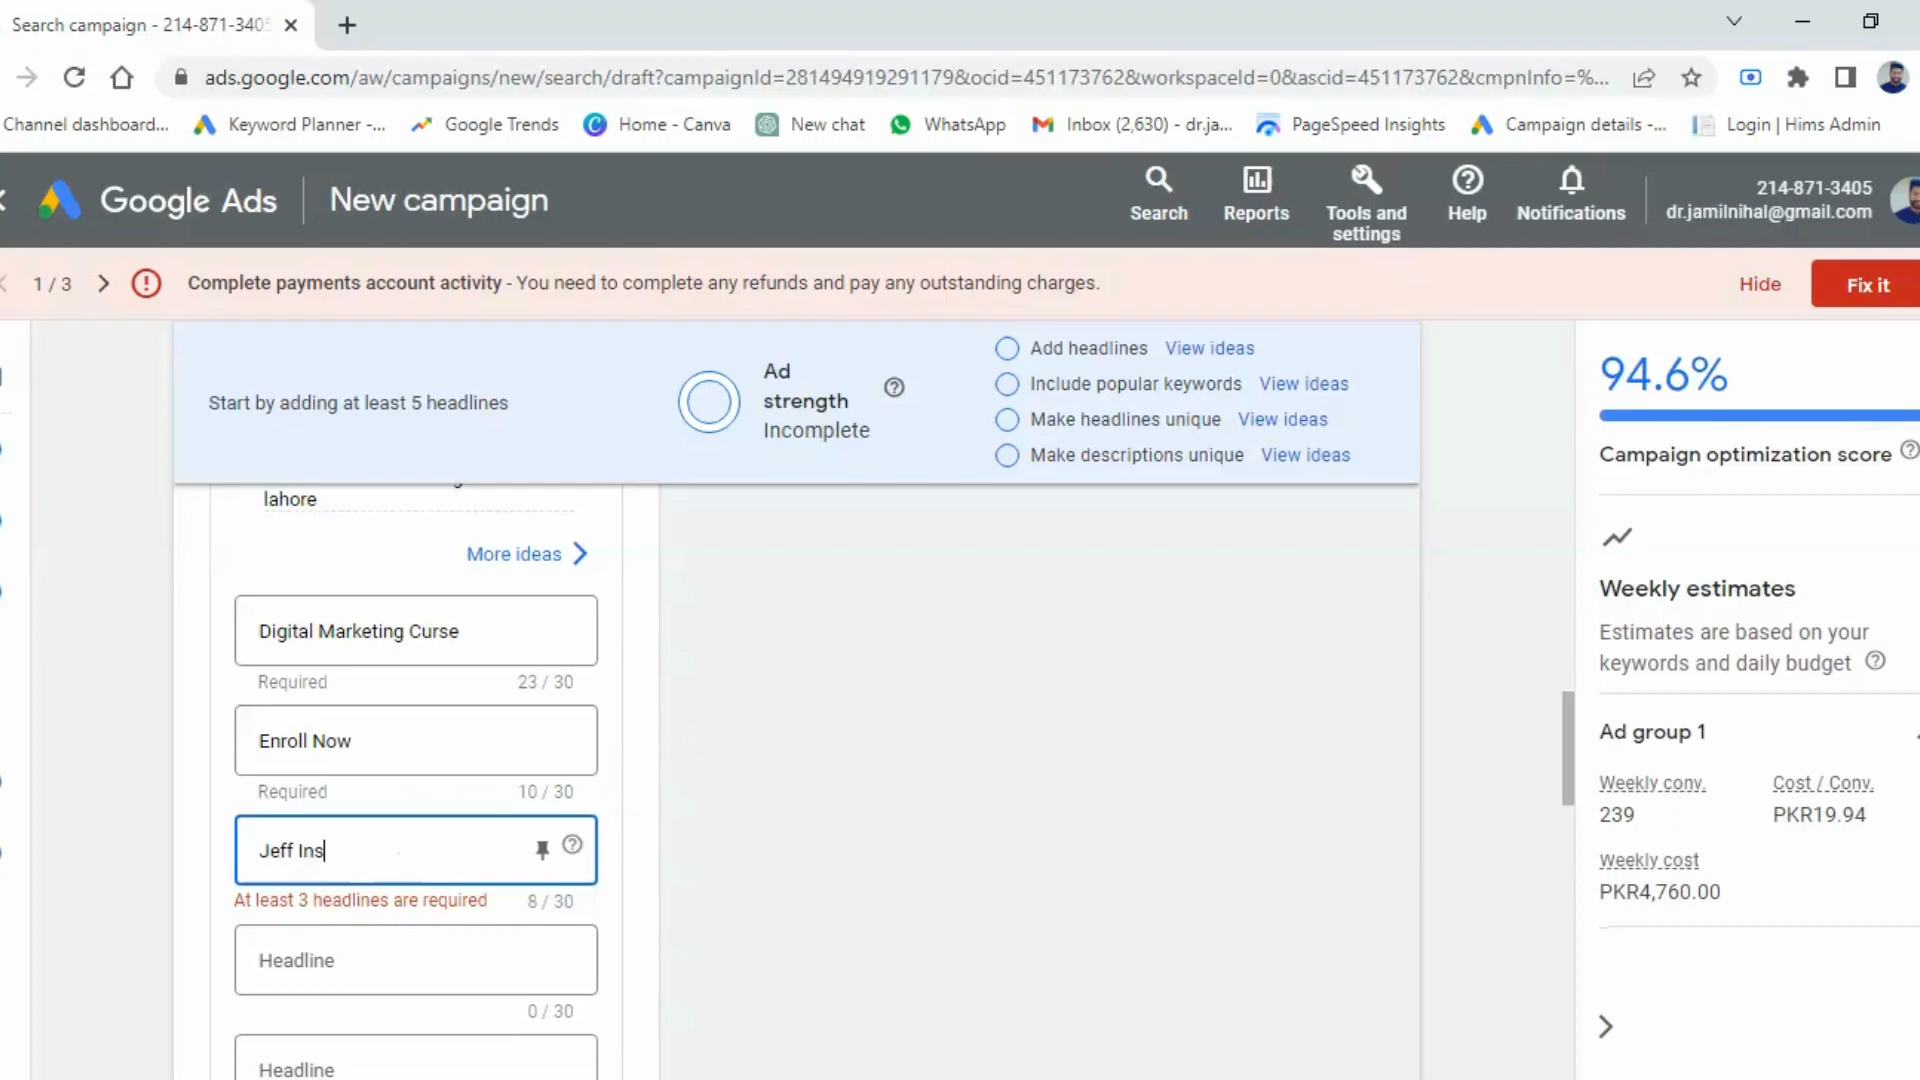 Search campaign - 214-871-3405
ads.google.com/aw/campaigns/new/search/draft?campaignId=281494919291179&ocid=451173762&workspaceId=0&ascid=451173762&cmpnInfo=%...
Channel dashboard... Keyword Planner -... Google Trends Home - Canva New chat WhatsApp Inbox (2,630) - dr.ja... PageSpeed Insights Campaign details -... Login | Hims Admin
Google Ads New campaign
Search Reports Tools and settings Help Notifications
214-871-3405
dr.jamilnihal@gmail.com
1 / 3 Complete payments account activity - You need to complete any refunds and pay any outstanding charges. Hide Fix it
Start by adding at least 5 headlines
Ad
strength
Incomplete
Add headlines View ideas
Include popular keywords View ideas
Make headlines unique View ideas
Make descriptions unique View ideas
lahore
More ideas
Digital Marketing Curse
Required 23 / 30
Enroll Now
Required 10 / 30
Jeff Ins
At least 3 headlines are required 8 / 30
Headline
0 / 30
Headline
94.6%
Campaign optimization score
Weekly estimates
Estimates are based on your
keywords and daily budget
Ad group 1
Weekly conv. Cost / Conv.
239 PKR19.94
Weekly cost
PKR4,760.00